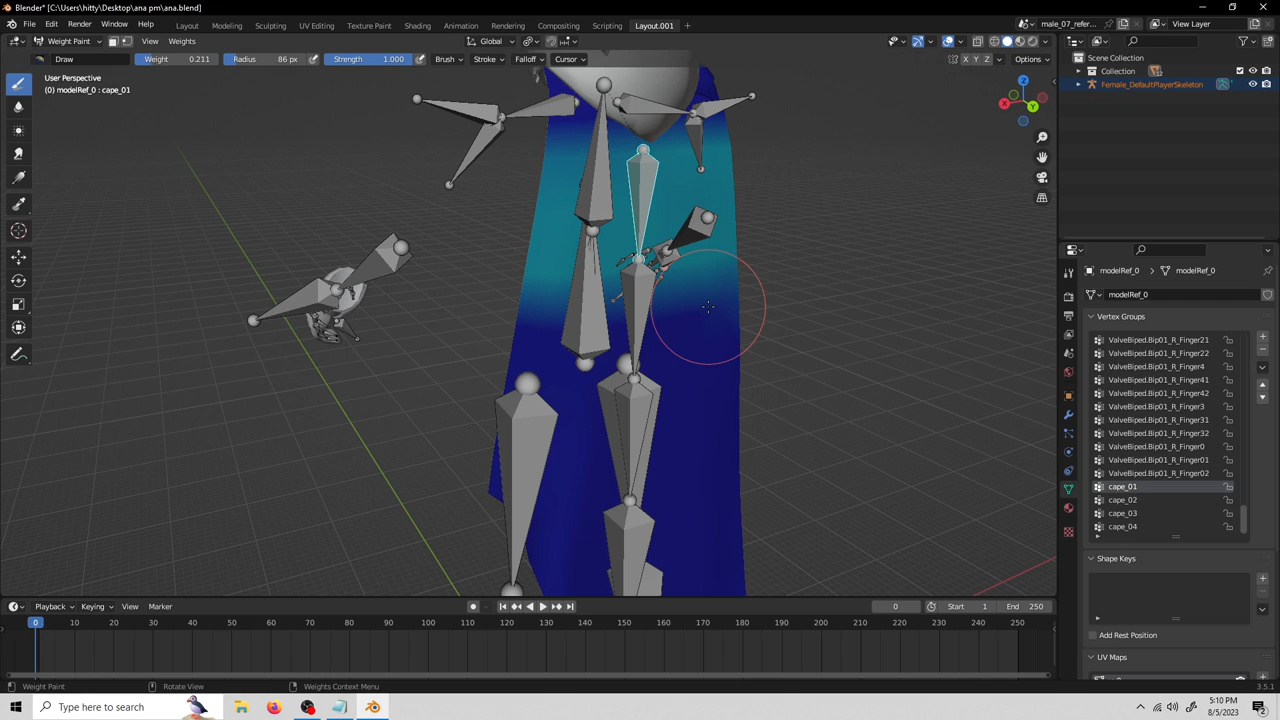 Blender* [C:\Users\hitty\Desktop\ana pm\ana.blend]
File Edit Render Window Help Layout Modeling Sculpting UV Editing Texture Paint Shading Animation Rendering Compositing Scripting Layout.001 + male_07_refer... View Layer
Weight Paint View Weights Global
Draw Weight 0.211 Radius 86 px Strength 1.000 Brush Stroke Falloff Cursor X Y Z Options
User Perspective
(0) modelRef_0 : cape_01
Z
X
Y
Scene Collection
Collection
Female_DefaultPlayerSkeleton
modelRef_0 modelRef_0
modelRef_0
Vertex Groups
ValveBiped.Bip01_R_Finger21
ValveBiped.Bip01_R_Finger22
ValveBiped.Bip01_R_Finger4
ValveBiped.Bip01_R_Finger41
ValveBiped.Bip01_R_Finger42
ValveBiped.Bip01_R_Finger3
ValveBiped.Bip01_R_Finger31
ValveBiped.Bip01_R_Finger32
ValveBiped.Bip01_R_Finger0
ValveBiped.Bip01_R_Finger01
ValveBiped.Bip01_R_Finger02
cape_01
cape_02
cape_03
cape_04
Shape Keys
Add Rest Position
UV Maps
Playback Keying View Marker 0 Start 1 End 250
0 10 20 30 40 50 60 70 80 90 100 110 120 130 140 150 160 170 180 190 200 210 220 230 240 250
Weight Paint Rotate View Weights Context Menu 3.5.1
Type here to search
5:10 PM
8/5/2023
2